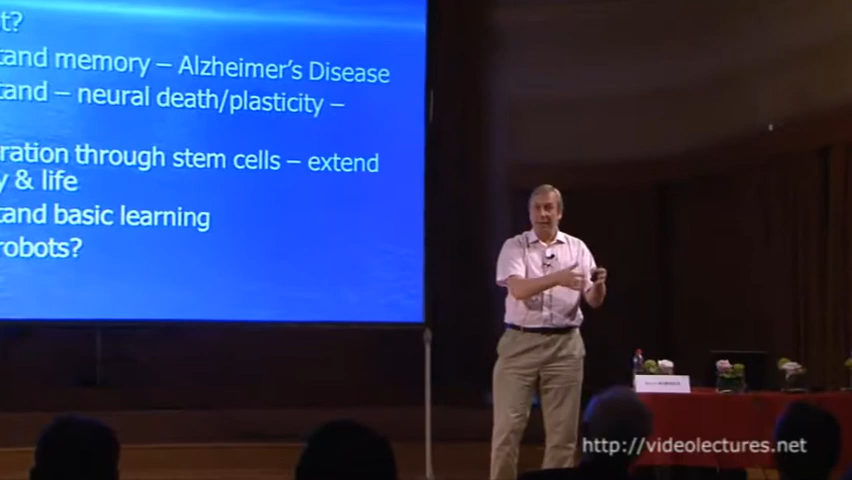 t?
tand memory – Alzheimer's Disease
tand – neural death/plasticity –
ration through stem cells – extend
y & life
tand basic learning
robots?
http://videolectures.net